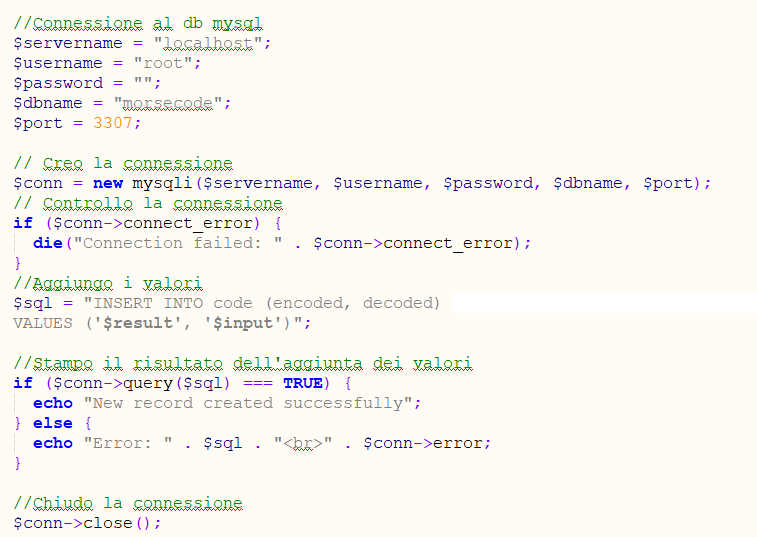 //Connessione al db mysql
$servername = "localhost";
$username = "root";
$password = "";
$dbname = "morsecode";
$port = 3307;
// Creo la connessione
$conn = new mysqli($servername, $username, $password, $dbname, $port);
// Controllo la connessione
if ($conn->connect_error) {
die("Connection failed: " . $conn->connect_error);
}
//Aggiungo i valori
$sql = "INSERT INTO code (encoded, decoded)
VALUES ('$result', '$input')";
//Stampo il risultato dell'aggiunta dei valori
if ($conn->query($sql) === TRUE) {
echo "New record created successfully";
} else {
echo "Error: " . $sql . "<br>" . $conn->error;
}
//Chiudo la connessione
$conn->close();